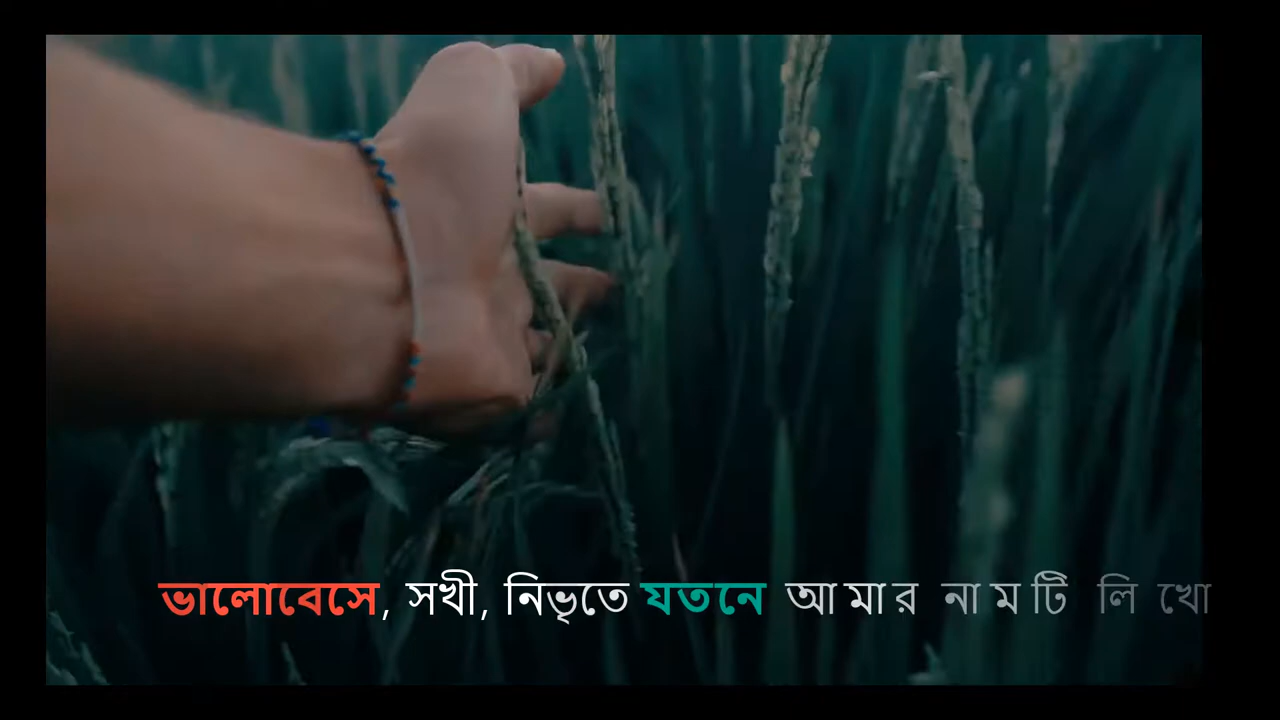 ভালোবেসে, সখী, নিভৃতে যতনে আমার নামটি লিখো